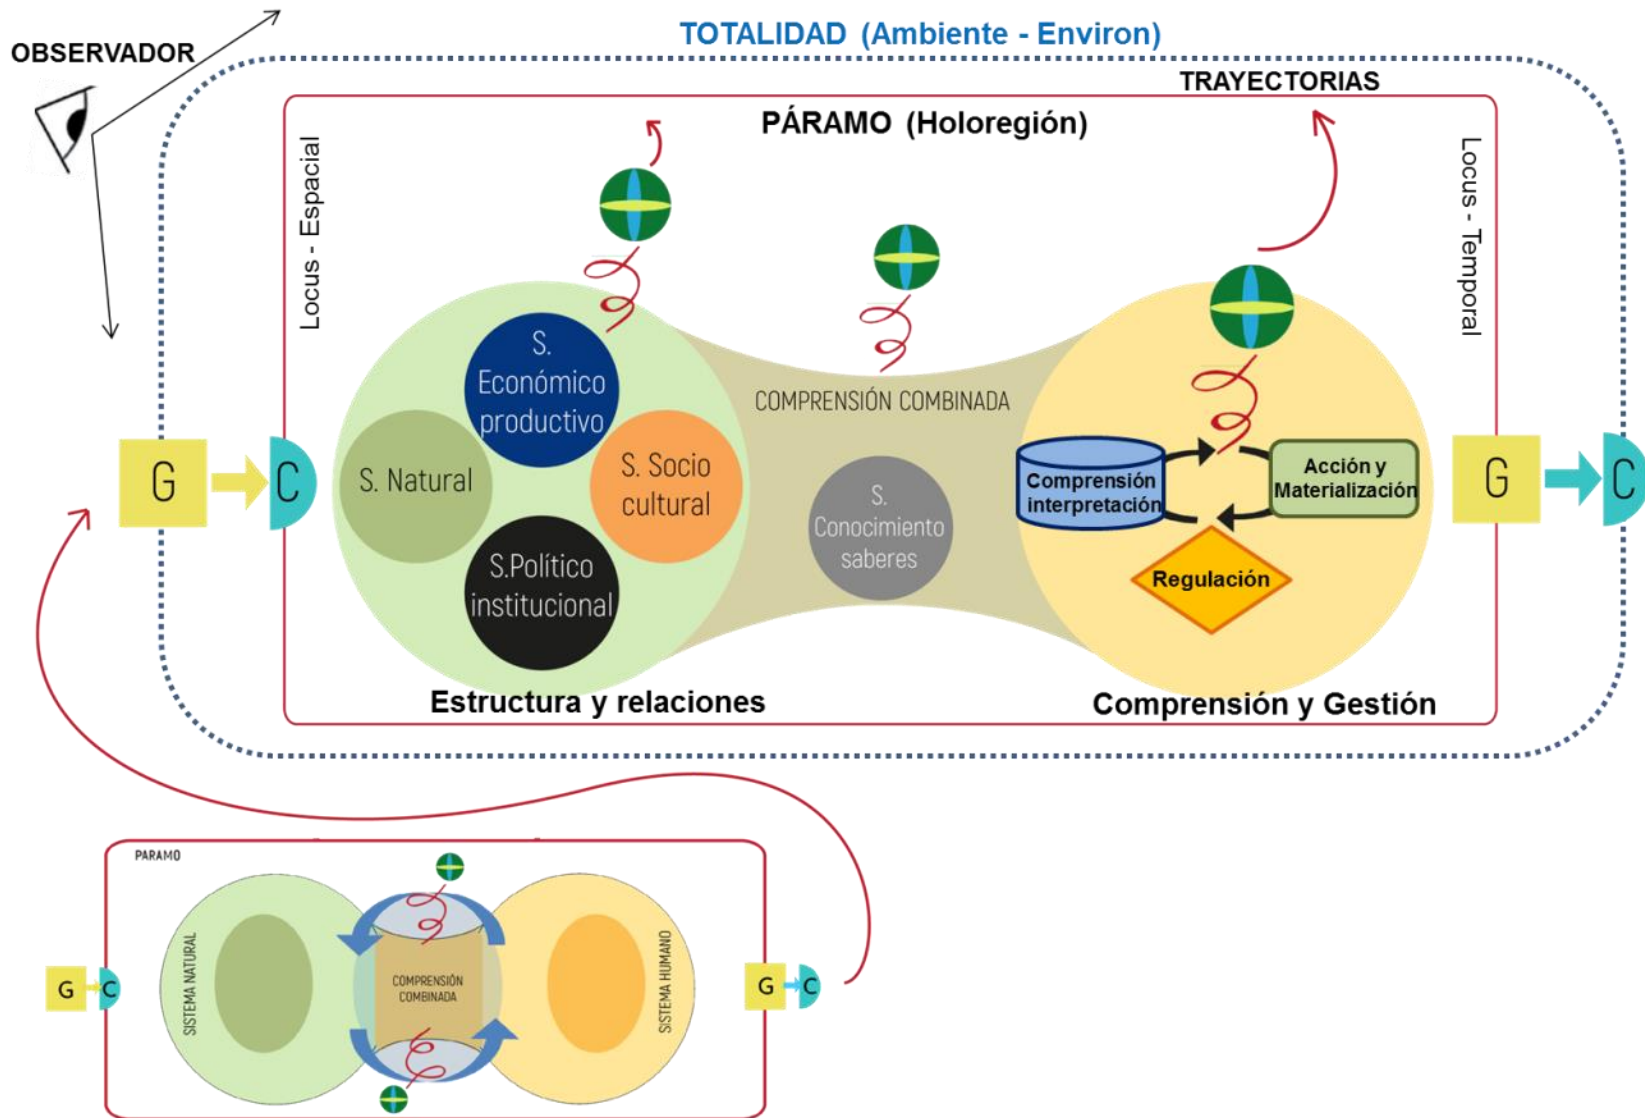 TOTALIDAD (Ambiente - Environ)
OBSERVADOR
TRAYECTORIAS
PÁRAMO (Holoregión)
Locus - Espacial
Locus - Temporal
S.
Económico
productivo
S. Natural
S. Socio
cultural
S.Político
institucional
COMPRENSIÓN COMBINADA
S.
Conocimiento
saberes
Comprensión
interpretación
Acción y
Materialización
Regulación
G
C
G
C
Estructura y relaciones
Comprensión y Gestión
PARAMO
SISTEMA NATURAL
COMPRENSIÓN
COMBINADA
SISTEMA HUMANO
G
C
G
C